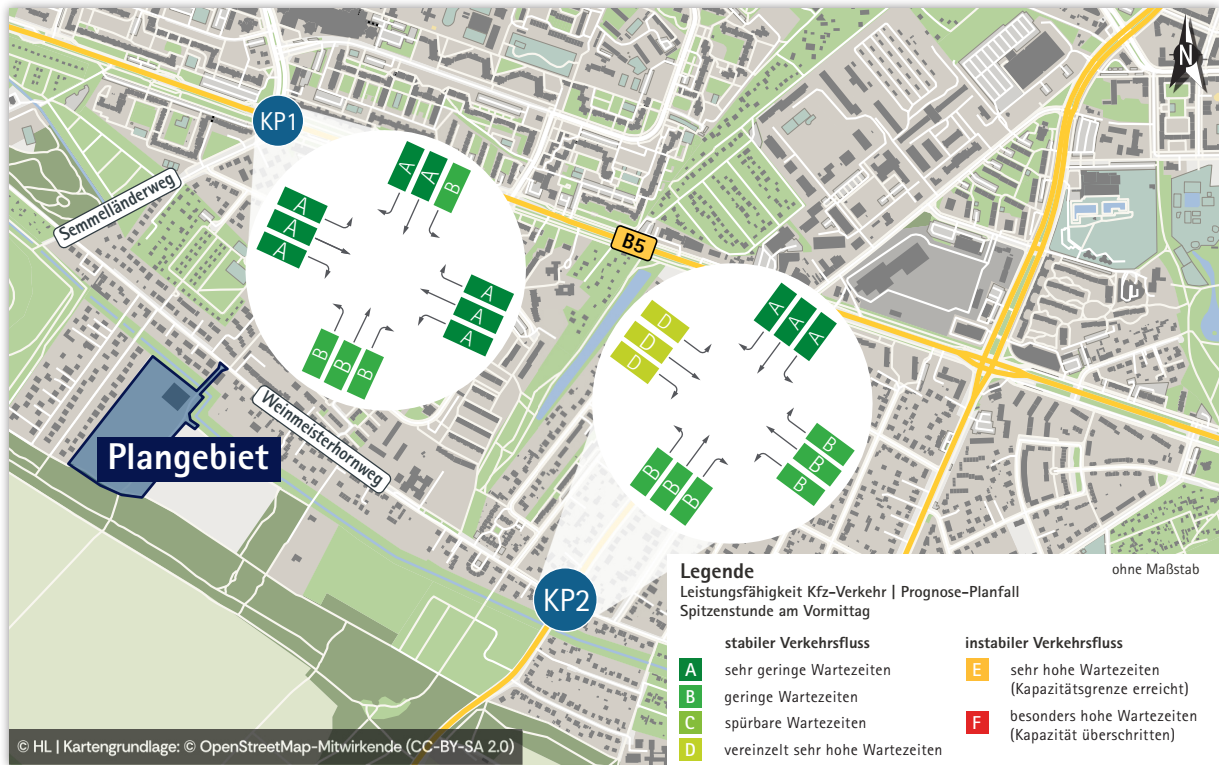 N
KP1
A
A
B
A
A
A
Semmelländerweg
B5
A
A
A
B
B
B
D
D
D
A
A
A
Plangebiet
Weinmeisterhornweg
B
B
B
B
B
B
KP2
Legende
ohne Maßstab
Leistungsfähigkeit Kfz-Verkehr | Prognose-Planfall
Spitzenstunde am Vormittag
stabiler Verkehrsfluss
A sehr geringe Wartezeiten
B geringe Wartezeiten
C spürbare Wartezeiten
D vereinzelt sehr hohe Wartezeiten
instabiler Verkehrsfluss
E sehr hohe Wartezeiten
(Kapazitätsgrenze erreicht)
F besonders hohe Wartezeiten
(Kapazität überschritten)
© HL | Kartengrundlage: © OpenStreetMap-Mitwirkende (CC-BY-SA 2.0)